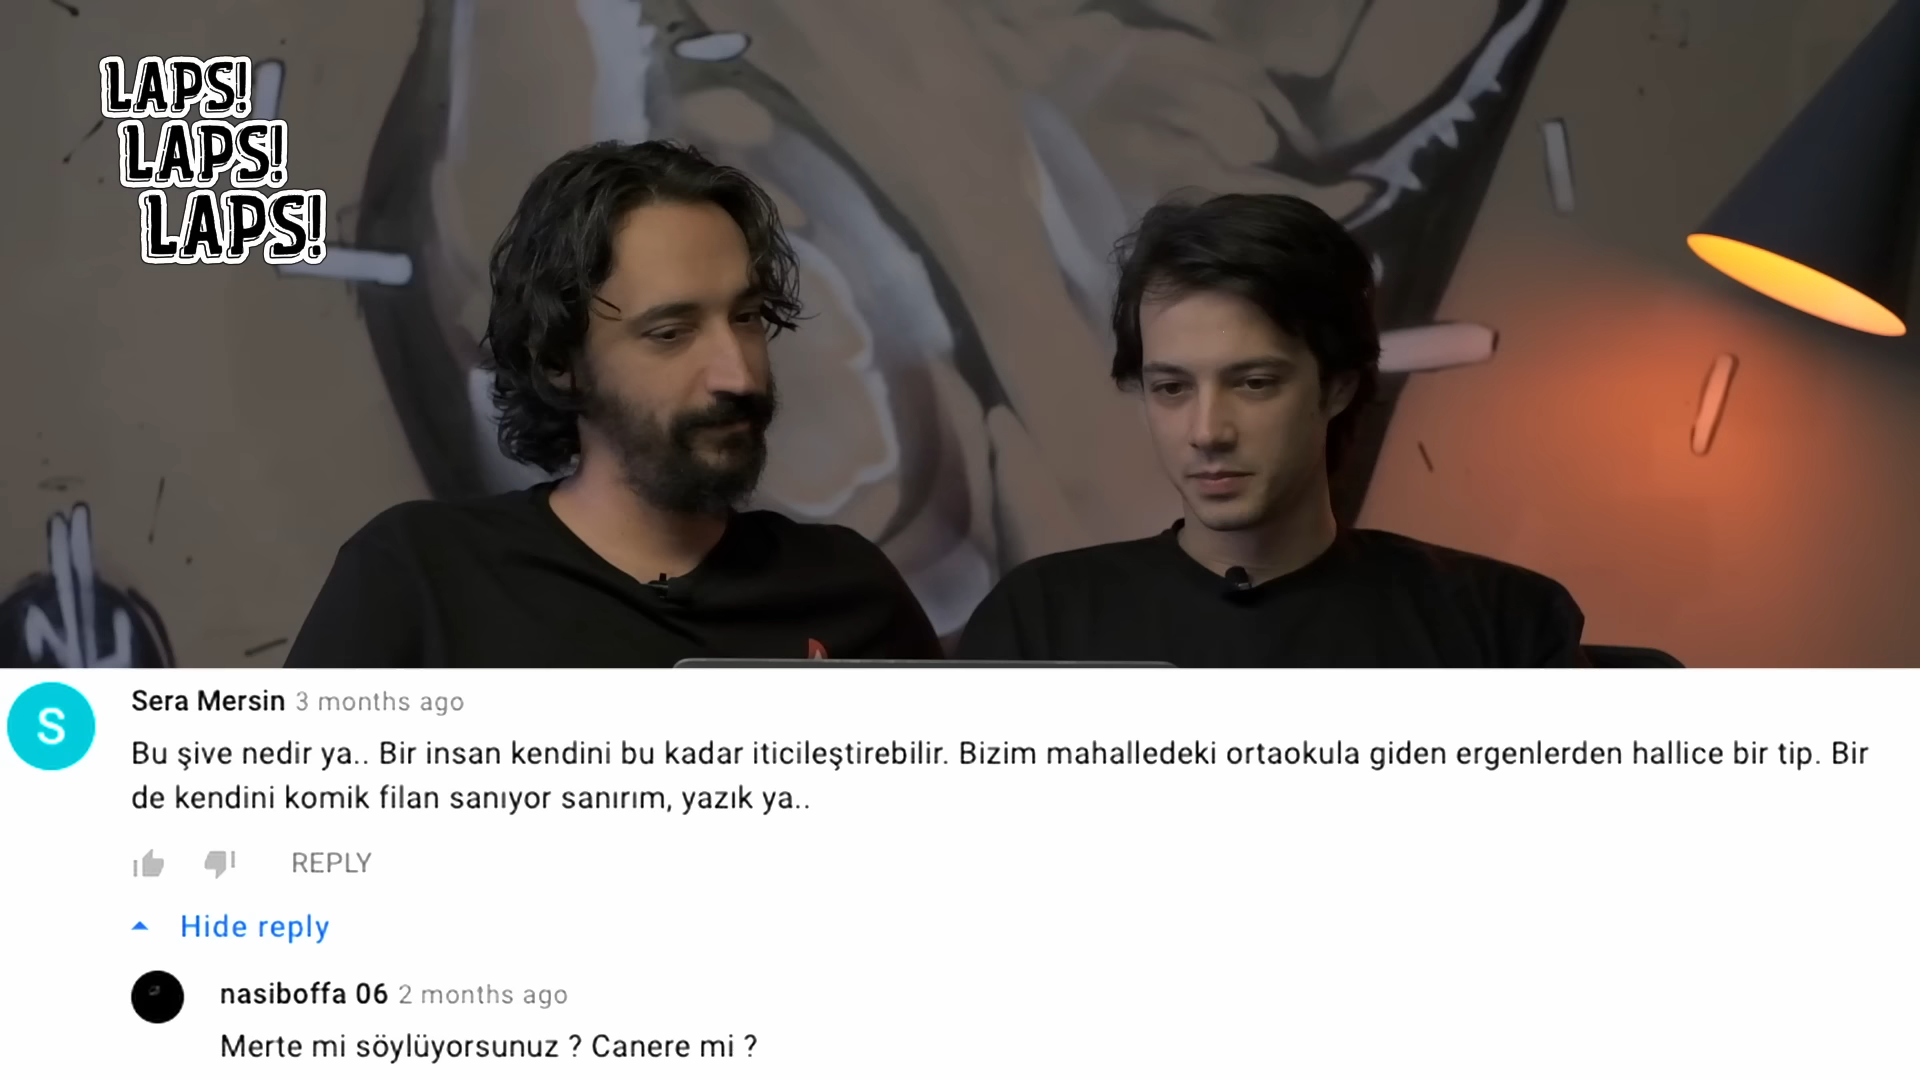 LAPS!
LAPS!
LAPS!
S
Sera Mersin 3 months ago
Bu şive nedir ya.. Bir insan kendini bu kadar iticileştirebilir. Bizim mahalledeki ortaokula giden ergenlerden hallice bir tip. Bir
de kendini komik filan sanıyor sanırım, yazık ya..
REPLY
Hide reply
nasiboffa 06 2 months ago
Merte mi söylüyorsunuz ? Canere mi ?